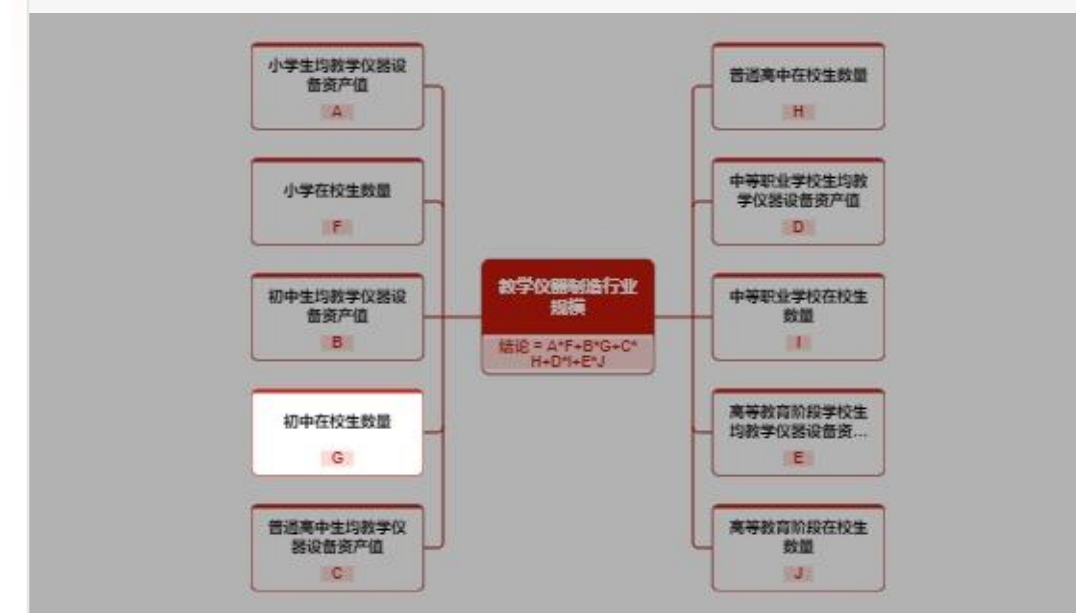 小学生均教学仪器设
备资产值
A
小学在校生数量
F
初中生均教学仪器设
备资产值
B
初中在校生数量
G
普通高中生均教学仪
器设备资产值
C
教学仪器制造行业
规模
结论 = A*F+B*G+C*
H+D*I+E*J
普通高中在校生数量
H
中等职业学校生均教
学仪器设备资产值
D
中等职业学校在校生
数量
I
高等教育阶段学校生
均教学仪器设备资...
E
高等教育阶段在校生
数量
J